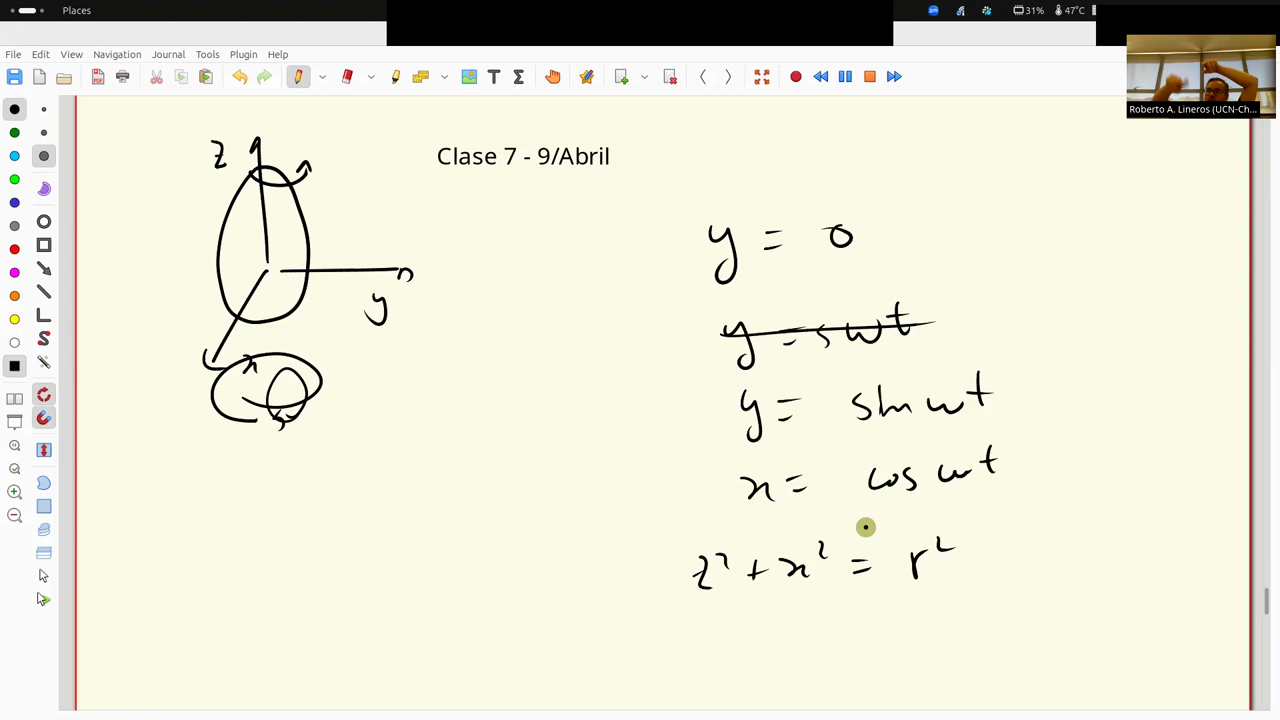 Places
31% 47°C
File Edit View Navigation Journal Tools Plugin Help
Roberto A. Lineros (UCN-Ch...
Clase 7 - 9/Abril
z
y
x
y = 0
y = s wt
y = sin wt
x = cos wt
z² + x² = r²